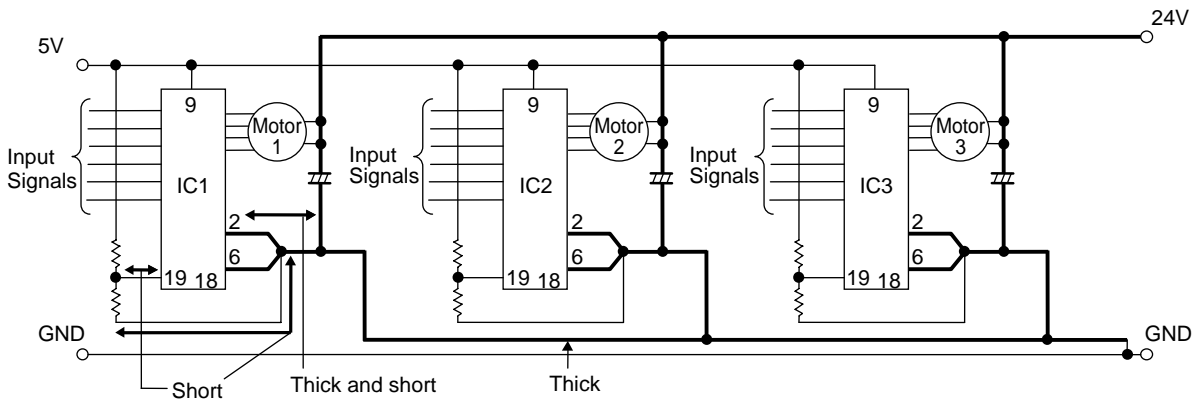 24V
5V
9
9
9
Motor
1
Motor
2
Motor
3
Input
Signals
Input
Signals
Input
Signals
IC1
IC2
IC3
2
2
2
6
6
6
19 18
19 18
19 18
GND
GND
Short
Thick and short
Thick